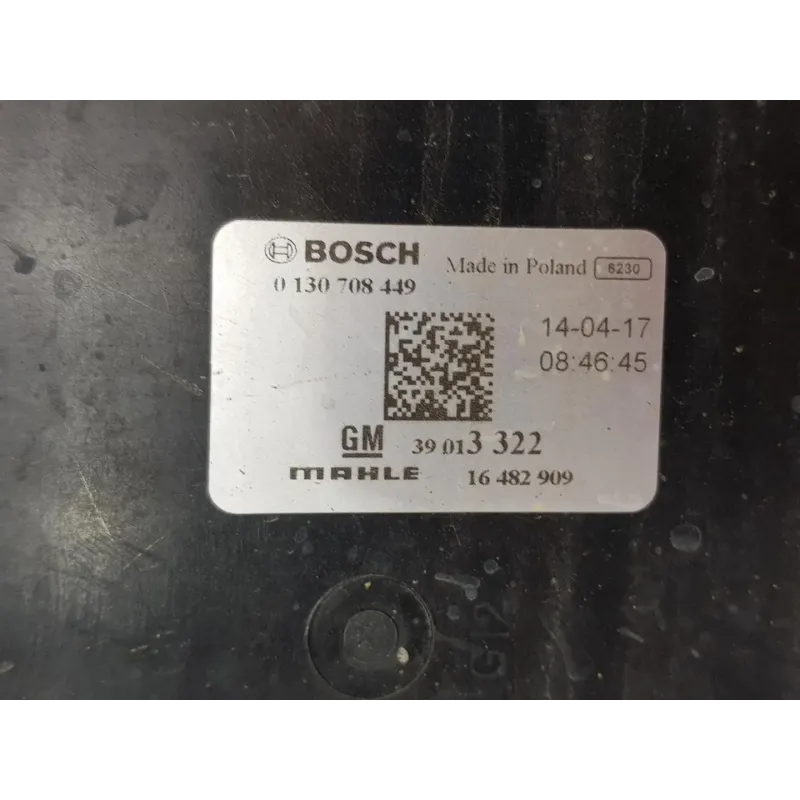 BOSCH Made in Poland 6230
0 130 708 449
14-04-17
08:46:45
GM 39 013 322
MAHLE 16 482 909
G12